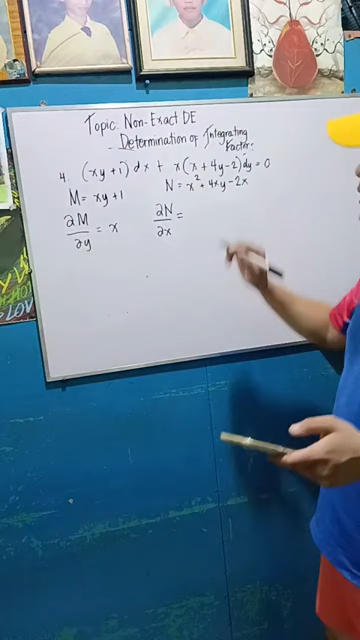 Topic: Non-Exact DE
- Determination of Integrating Factor:
4. (xy+1) dx + x(x+4y-2)dy = 0
M = xy+1 N = x² + 4xy - 2x
∂M/∂y = x ∂N/∂x =